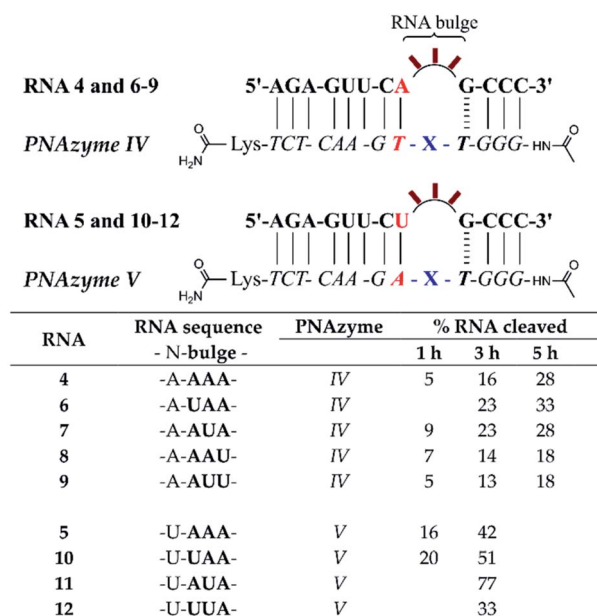 RNA bulge
RNA 4 and 6-9 5'-AGA-GUU-CA G-CCC-3'
PNAzyme IV H₂N O Lys-TCT- CAA -G T - X - T -GGG -HN O
RNA 5 and 10-12 5'-AGA-GUU-CU G-CCC-3'
PNAzyme V H₂N O Lys-TCT- CAA -G A - X - T -GGG -HN O
RNA RNA sequence PNAzyme % RNA cleaved
- N-bulge - 1 h 3 h 5 h
4 -A-AAA- IV 5 16 28
6 -A-UAA- IV 23 33
7 -A-AUA- IV 9 23 28
8 -A-AAU- IV 7 14 18
9 -A-AUU- IV 5 13 18
5 -U-AAA- V 16 42
10 -U-UAA- V 20 51
11 -U-AUA- V 77
12 -U-UUA- V 33